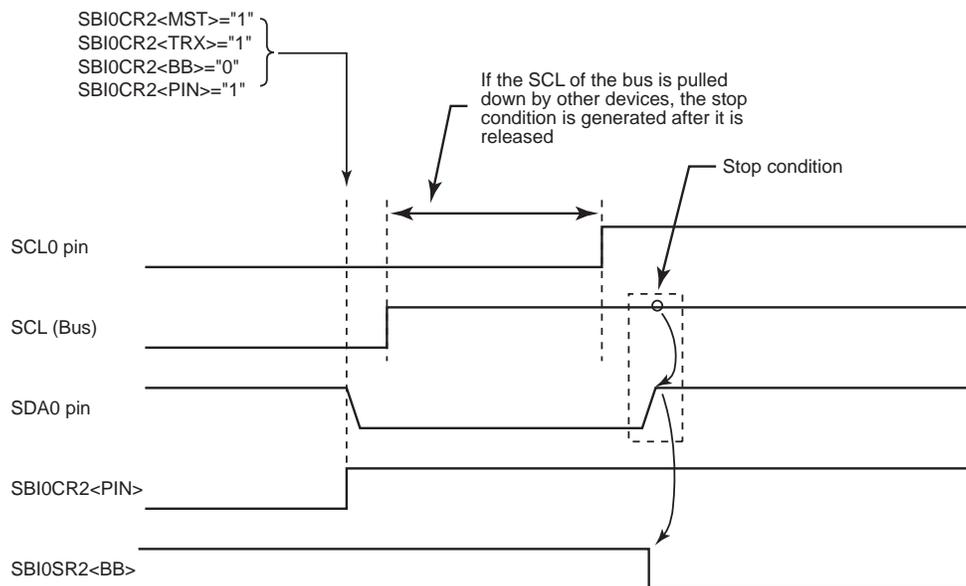 SBI0CR2<MST>="1"
SBI0CR2<TRX>="1"
SBI0CR2<BB>="0"
SBI0CR2<PIN>="1"
If the SCL of the bus is pulled
down by other devices, the stop
condition is generated after it is
released
Stop condition
SCL0 pin
SCL (Bus)
SDA0 pin
SBI0CR2<PIN>
SBI0SR2<BB>